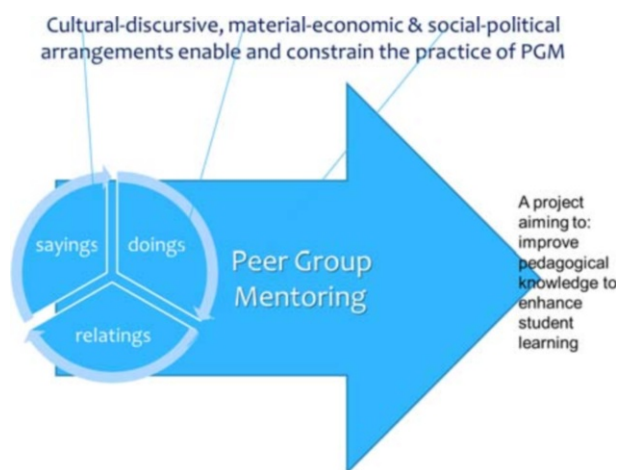 Cultural-discursive, material-economic & social-political
arrangements enable and constrain the practice of PGM
sayings
doings
relatings
Peer Group
Mentoring
A project
aiming to:
improve
pedagogical
knowledge to
enhance
student
learning